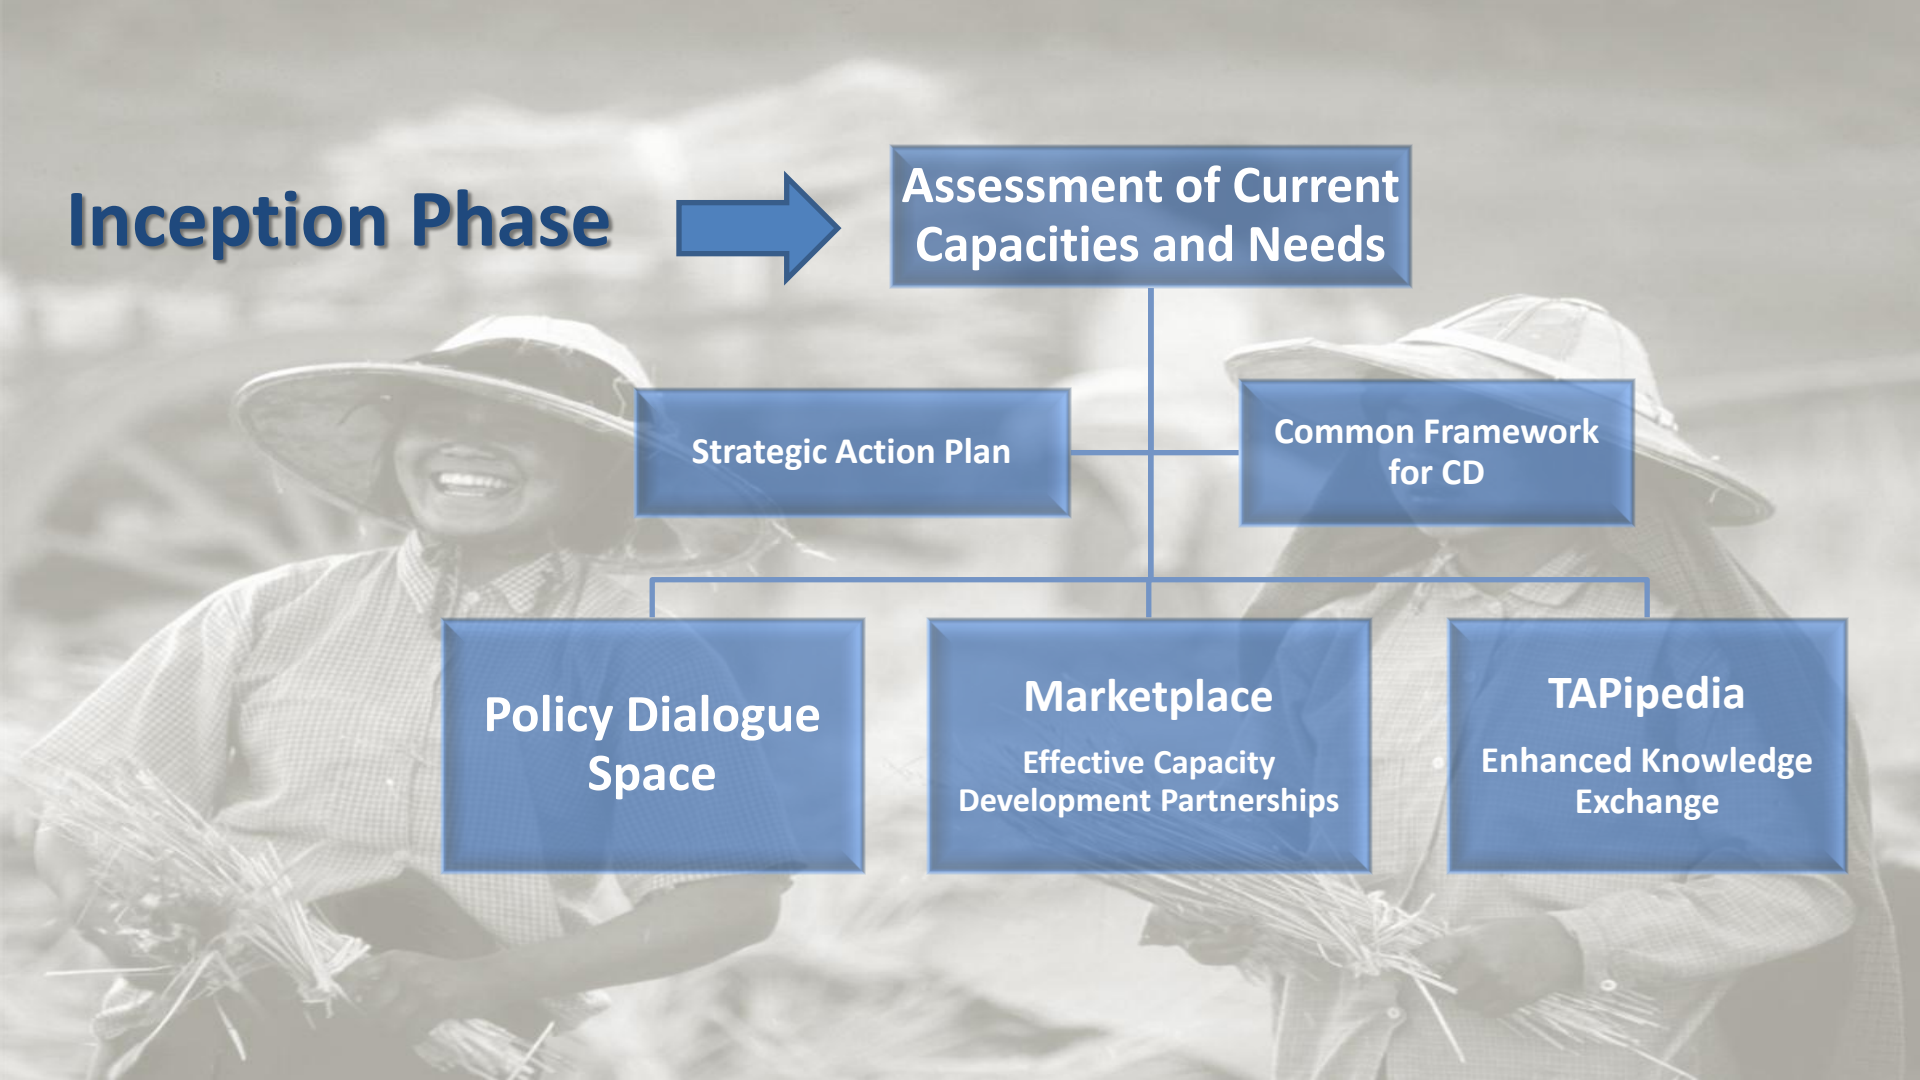 Inception Phase
Assessment of Current
Capacities and Needs
Strategic Action Plan
Common Framework
for CD
Policy Dialogue
Space
Marketplace
Effective Capacity
Development Partnerships
TAPipedia
Enhanced Knowledge
Exchange